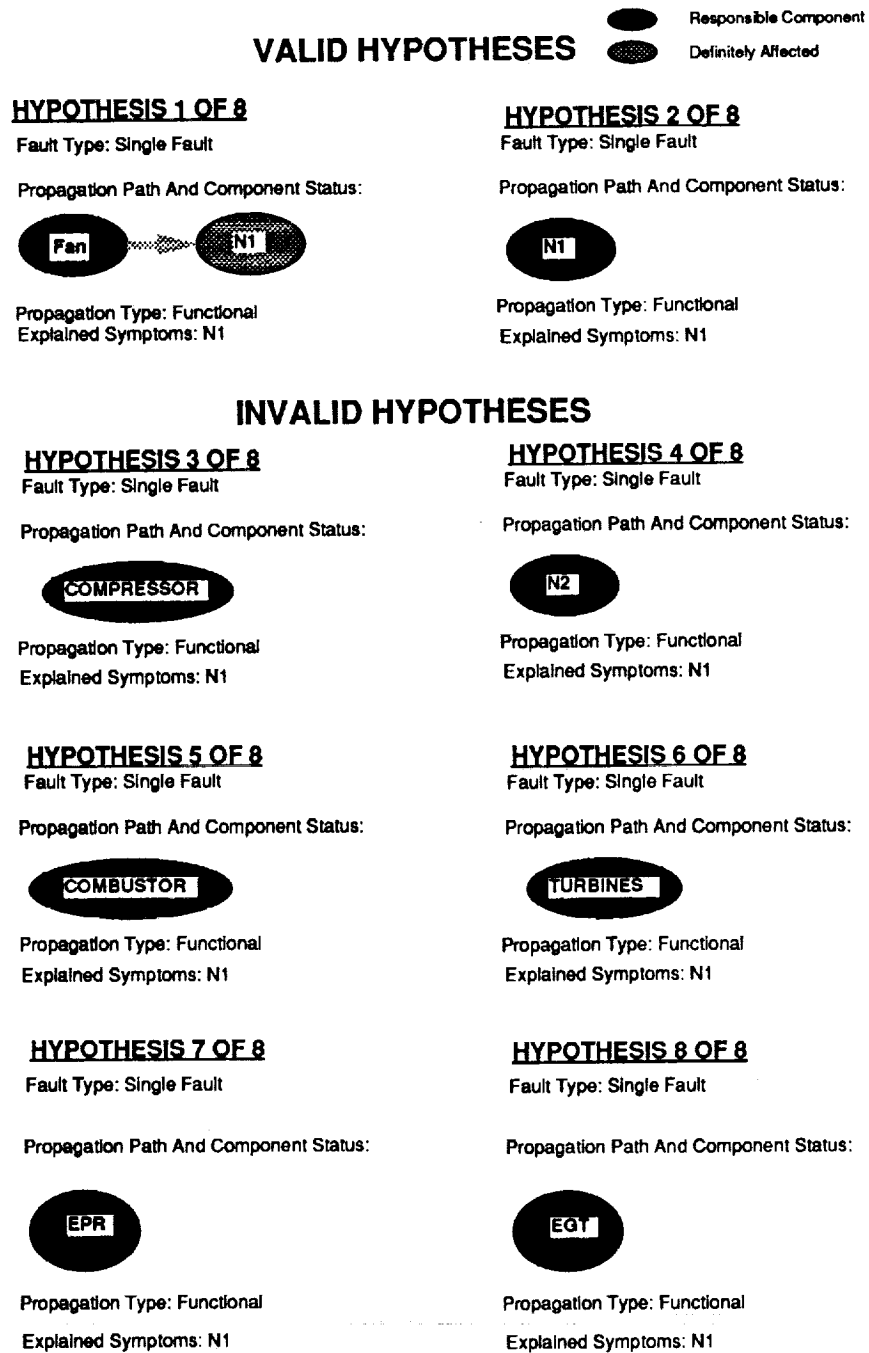 Responsible Component
VALID HYPOTHESES
Definitely Affected
HYPOTHESIS 1 OF 8
Fault Type: Single Fault
Propagation Path And Component Status:
Fan
N1
Propagation Type: Functional
Explained Symptoms: N1
HYPOTHESIS 2 OF 8
Fault Type: Single Fault
Propagation Path And Component Status:
N1
Propagation Type: Functional
Explained Symptoms: N1
INVALID HYPOTHESES
HYPOTHESIS 3 OF 8
Fault Type: Single Fault
Propagation Path And Component Status:
COMPRESSOR
Propagation Type: Functional
Explained Symptoms: N1
HYPOTHESIS 4 OF 8
Fault Type: Single Fault
Propagation Path And Component Status:
N2
Propagation Type: Functional
Explained Symptoms: N1
HYPOTHESIS 5 OF 8
Fault Type: Single Fault
Propagation Path And Component Status:
COMBUSTOR
Propagation Type: Functional
Explained Symptoms: N1
HYPOTHESIS 6 OF 8
Fault Type: Single Fault
Propagation Path And Component Status:
TURBINES
Propagation Type: Functional
Explained Symptoms: N1
HYPOTHESIS 7 OF 8
Fault Type: Single Fault
Propagation Path And Component Status:
EPR
Propagation Type: Functional
Explained Symptoms: N1
HYPOTHESIS 8 OF 8
Fault Type: Single Fault
Propagation Path And Component Status:
EGT
Propagation Type: Functional
Explained Symptoms: N1